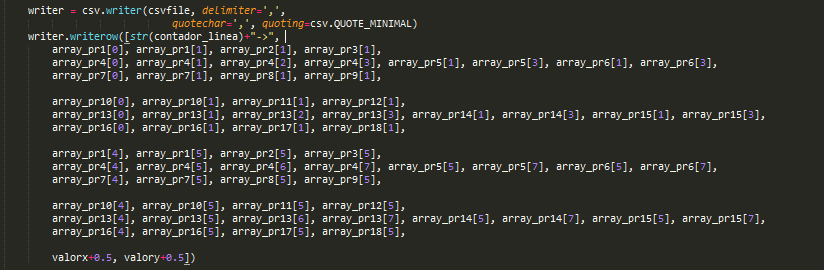 writer = csv.writer(csvfile, delimiter=',',
quotechar=',', quoting=csv.QUOTE_MINIMAL)
writer.writerow([str(contador_linea)+"->",
array_pr1[0], array_pr1[1], array_pr2[1], array_pr3[1],
array_pr4[0], array_pr4[1], array_pr4[2], array_pr4[3], array_pr5[1], array_pr5[3], array_pr6[1], array_pr6[3],
array_pr7[0], array_pr7[1], array_pr8[1], array_pr9[1],
array_pr10[0], array_pr10[1], array_pr11[1], array_pr12[1],
array_pr13[0], array_pr13[1], array_pr13[2], array_pr13[3], array_pr14[1], array_pr14[3], array_pr15[1], array_pr15[3],
array_pr16[0], array_pr16[1], array_pr17[1], array_pr18[1],
array_pr1[4], array_pr1[5], array_pr2[5], array_pr3[5],
array_pr4[4], array_pr4[5], array_pr4[6], array_pr4[7], array_pr5[5], array_pr5[7], array_pr6[5], array_pr6[7],
array_pr7[4], array_pr7[5], array_pr8[5], array_pr9[5],
array_pr10[4], array_pr10[5], array_pr11[5], array_pr12[5],
array_pr13[4], array_pr13[5], array_pr13[6], array_pr13[7], array_pr14[5], array_pr14[7], array_pr15[5], array_pr15[7],
array_pr16[4], array_pr16[5], array_pr17[5], array_pr18[5],
valorx+0.5, valory+0.5])